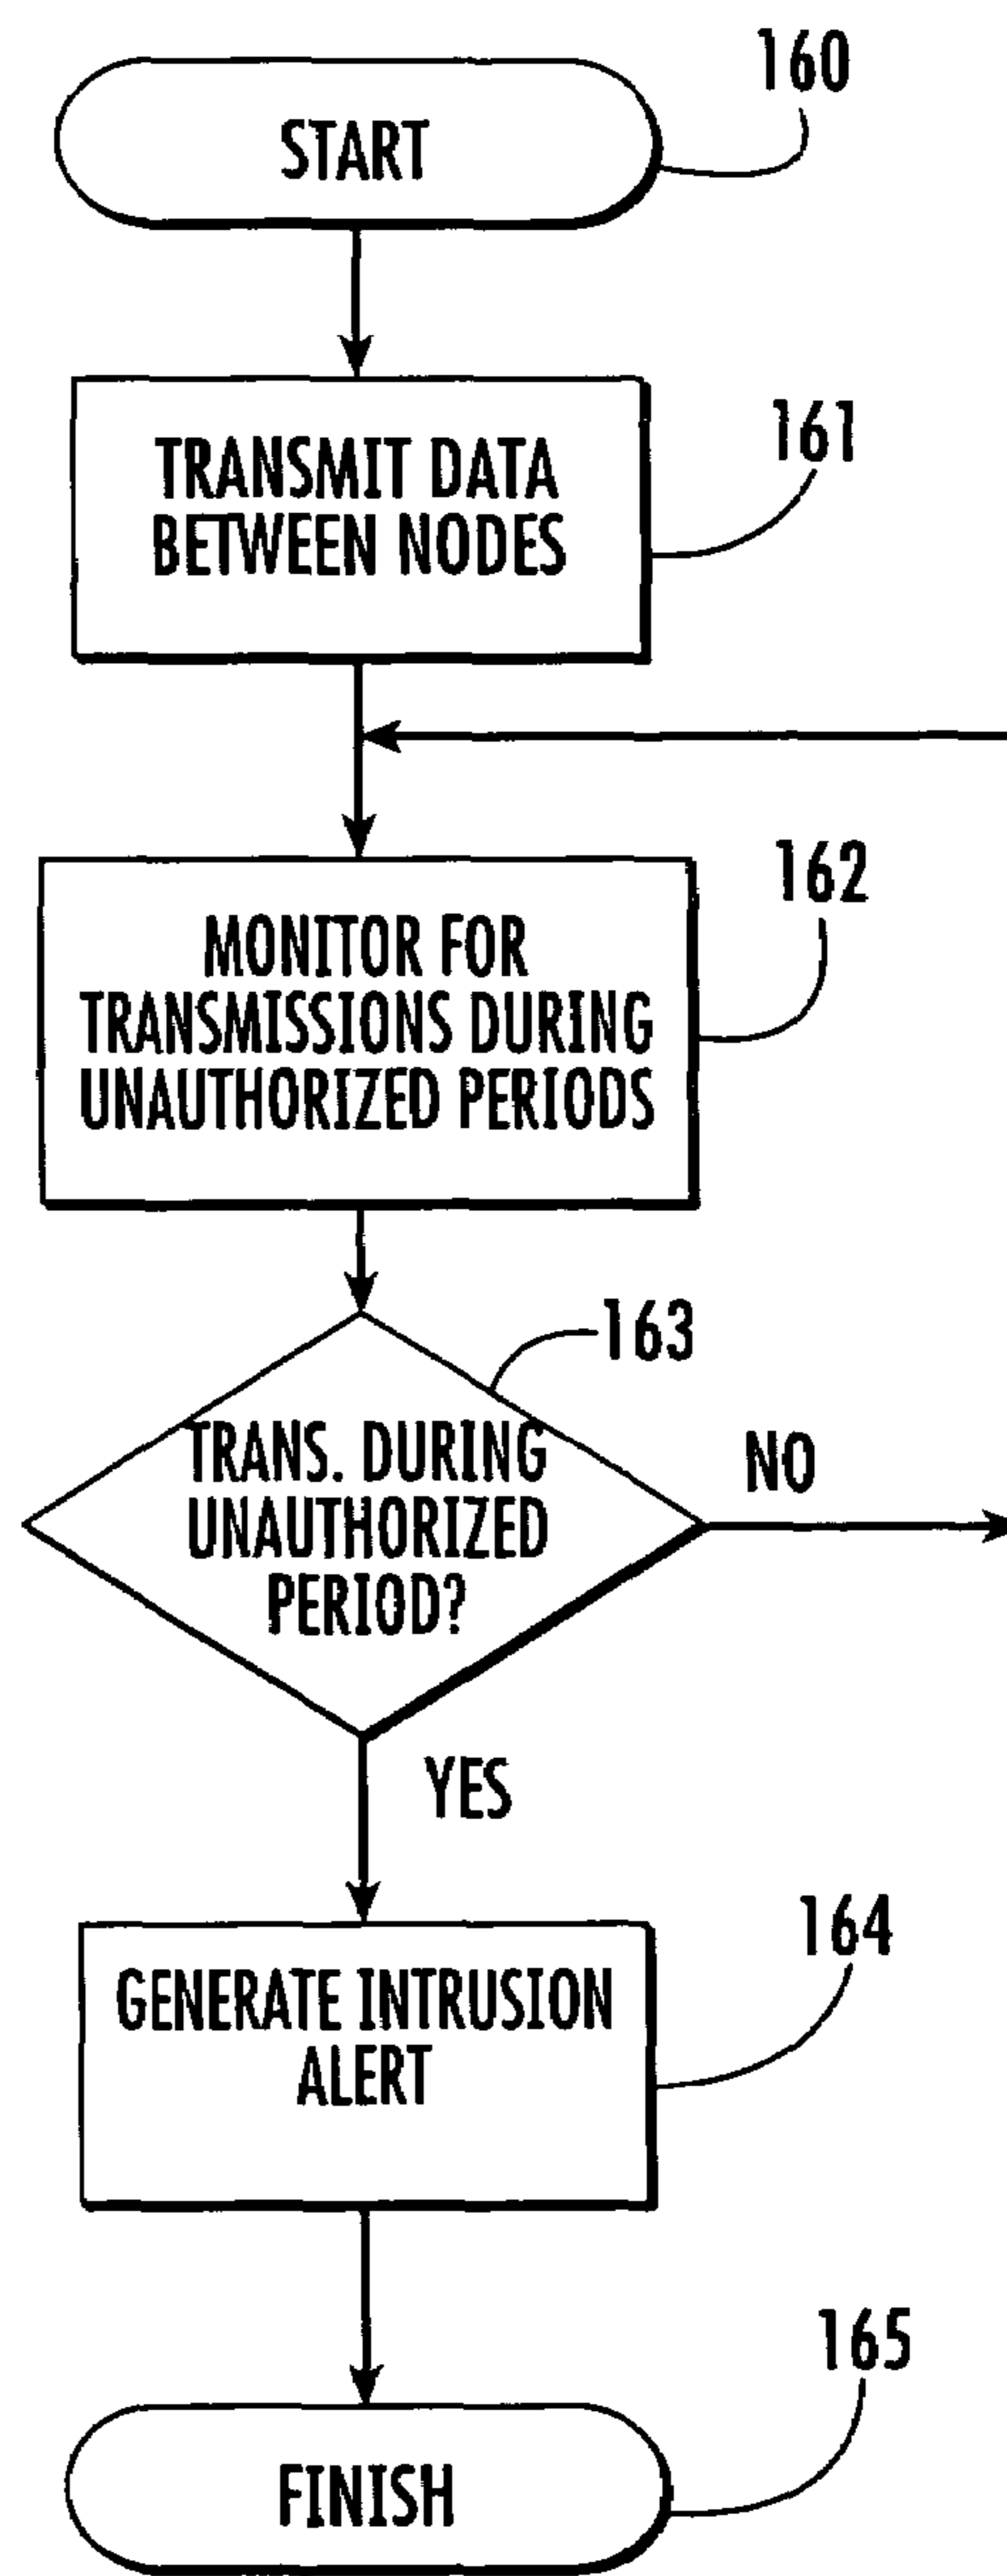 160
START
161
TRANSMIT DATA
BETWEEN NODES
162
MONITOR FOR
TRANSMISSIONS DURING
UNAUTHORIZED PERIODS
163
TRANS. DURING
UNAUTHORIZED
PERIOD?
NO
YES
164
GENERATE INTRUSION
ALERT
165
FINISH